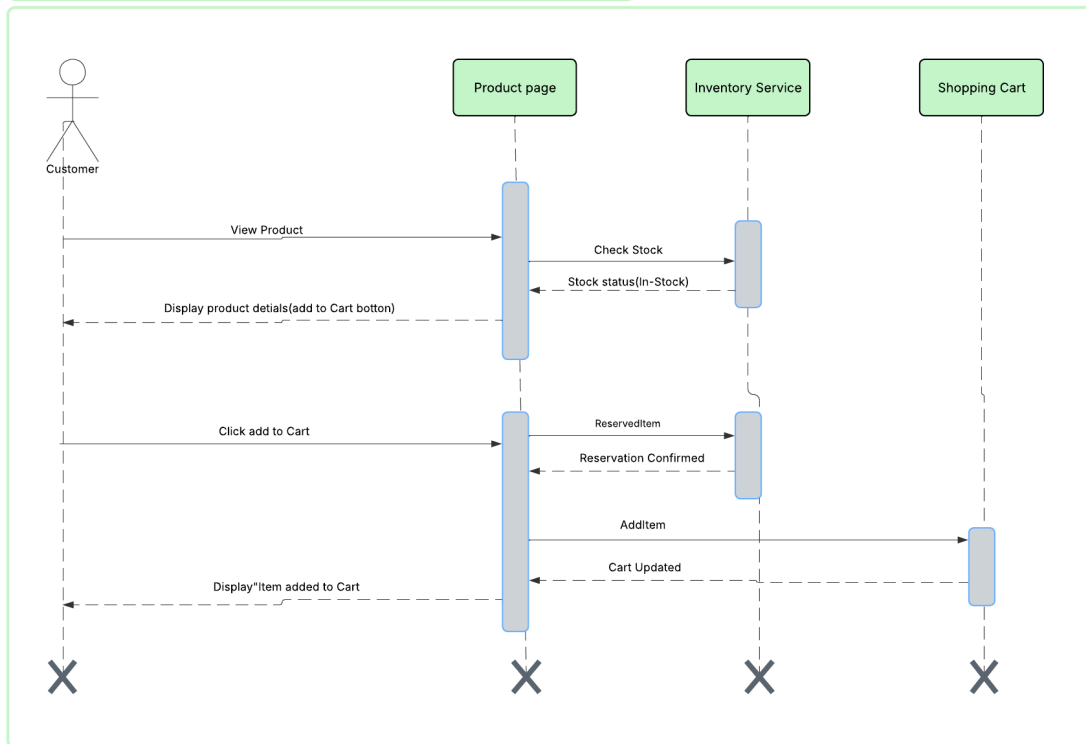 Product page
Inventory Service
Shopping Cart
Customer
View Product
Check Stock
Stock status(In-Stock)
Display product detials(add to Cart botton)
Click add to Cart
ReservedItem
Reservation Confirmed
AddItem
Cart Updated
Display"Item added to Cart